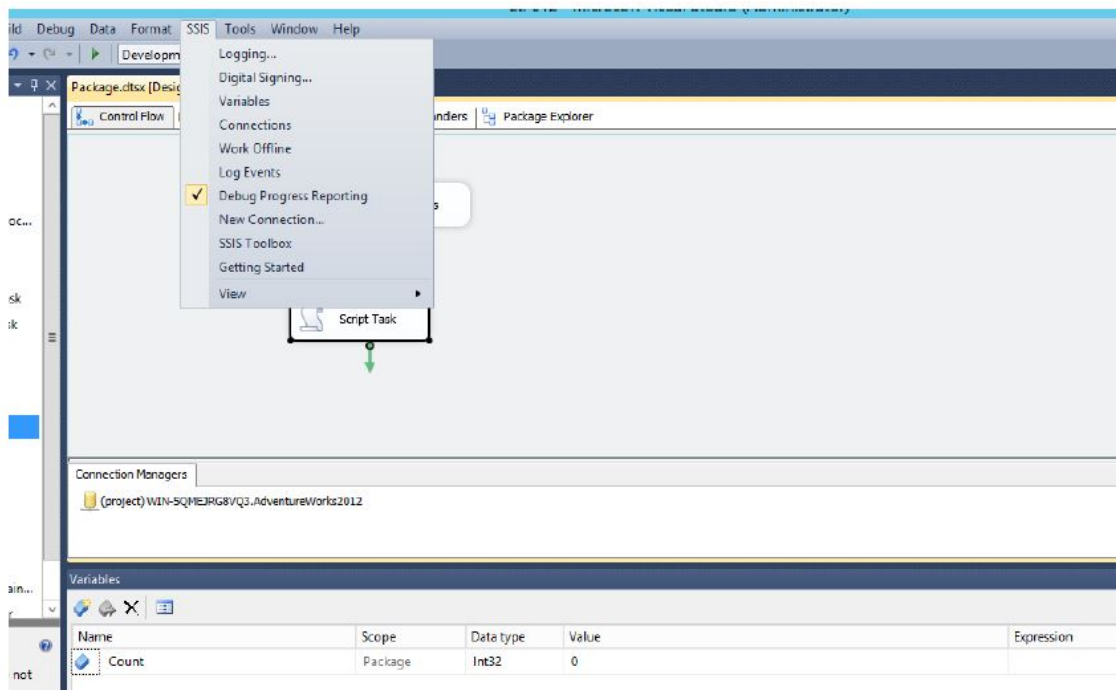 Debug Data Format SSIS Tools Window Help
Developm
Package.dtsx [Desig
Control Flow
nders
Package Explorer
Logging...
Digital Signing...
Variables
Connections
Work Offline
Log Events
Debug Progress Reporting
New Connection...
SSIS Toolbox
Getting Started
View
s
oc...
sk
sk
Script Task
Connection Managers
(project) WIN-5QMEJRG8VQ3.AdventureWorks2012
ain...
Variables
Name Scope Data type Value Expression
Count Package Int32 0
not